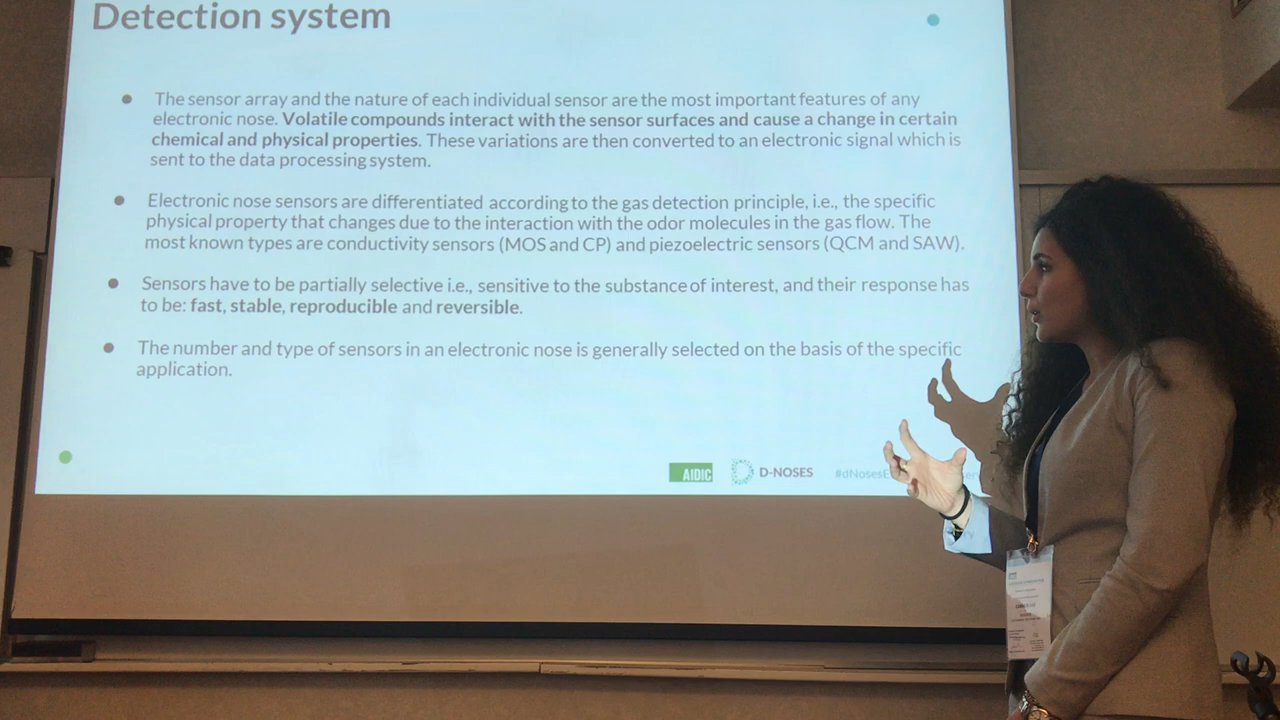 Detection system
● The sensor array and the nature of each individual sensor are the most important features of any
electronic nose. Volatile compounds interact with the sensor surfaces and cause a change in certain
chemical and physical properties. These variations are then converted to an electronic signal which is
sent to the data processing system.
● Electronic nose sensors are differentiated according to the gas detection principle, i.e., the specific
physical property that changes due to the interaction with the odor molecules in the gas flow. The
most known types are conductivity sensors (MOS and CP) and piezoelectric sensors (QCM and SAW).
● Sensors have to be partially selective i.e., sensitive to the substance of interest, and their response has
to be: fast, stable, reproducible and reversible.
● The number and type of sensors in an electronic nose is generally selected on the basis of the specific
application.
AIDIC D-NOSES